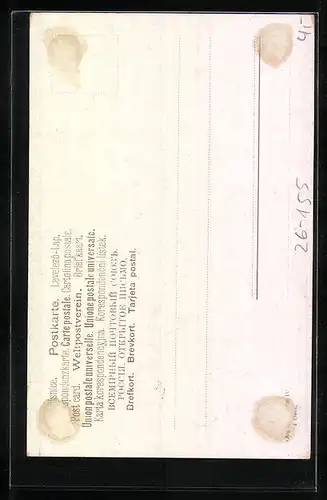 Postkarte. Levelező-Lap.
Carte postale. Cartolina postale.
Post card. Weltpostverein. Briefkaart.
Union postale universelle. Unione postale universale.
Karta korespondencyjna. Korespondenční lístek.
ВСЕМІРНЫЙ ПОЧТОВЫЙ СОЮЗЪ.
РОССІЯ. ОТКРЫТОЕ ПИСЬМО.
Brefkort. Brevkort. Tarjeta postal.
4,-
26-155